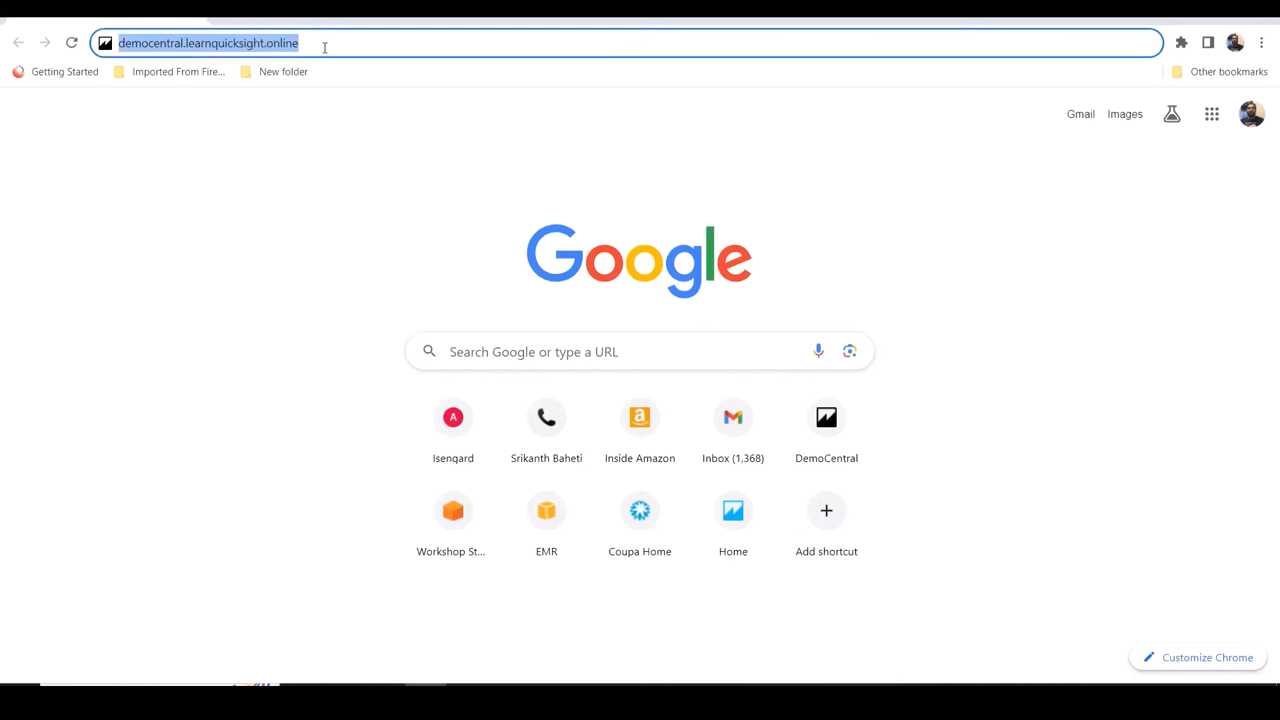 democentral.learnquicksight.online
Getting Started
Imported From Fire...
New folder
Other bookmarks
Gmail
Images
Google
Search Google or type a URL
A
Isengard
Srikanth Baheti
Inside Amazon
Inbox (1,368)
DemoCentral
Workshop St...
EMR
Coupa Home
Home
Add shortcut
Customize Chrome